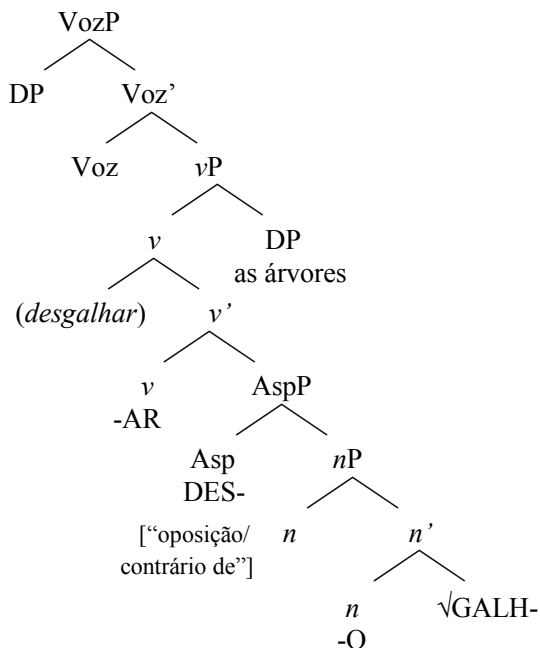 VozP
DP Voz’
Voz vP
v DP
as árvores
(desgalhar) v’
v AspP
-AR
Asp nP
DES-
[“oposição/ n n’
contrário de”]
n √GALH-
-O